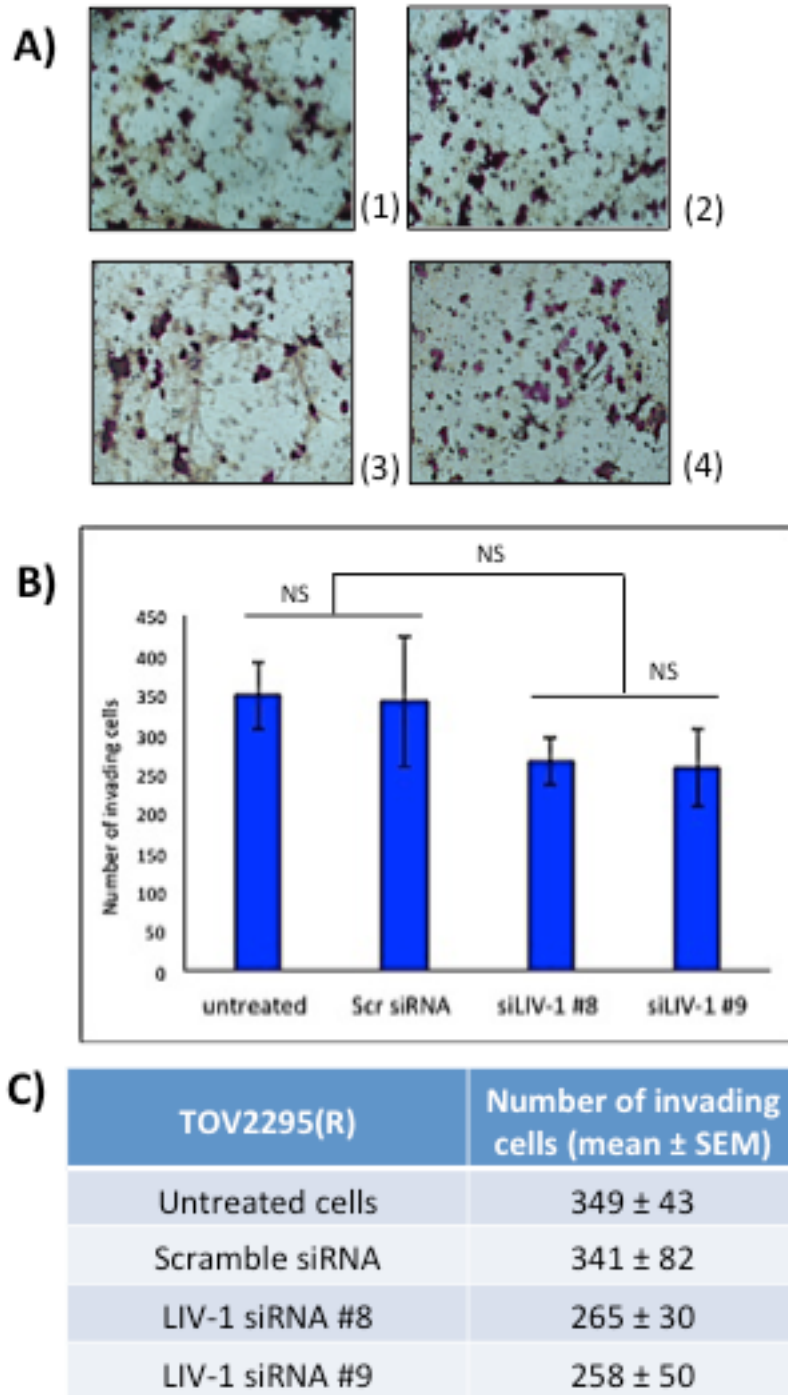 A)
(1)
(2)
(3)
(4)
B)
NS
NS
NS
450
400
350
300
250
200
150
100
50
0
Number of invading cells
untreated
Scr siRNA
siLIV-1 #8
siLIV-1 #9
C)
TOV2295(R)
Number of invading
cells (mean ± SEM)
Untreated cells
349 ± 43
Scramble siRNA
341 ± 82
LIV-1 siRNA #8
265 ± 30
LIV-1 siRNA #9
258 ± 50